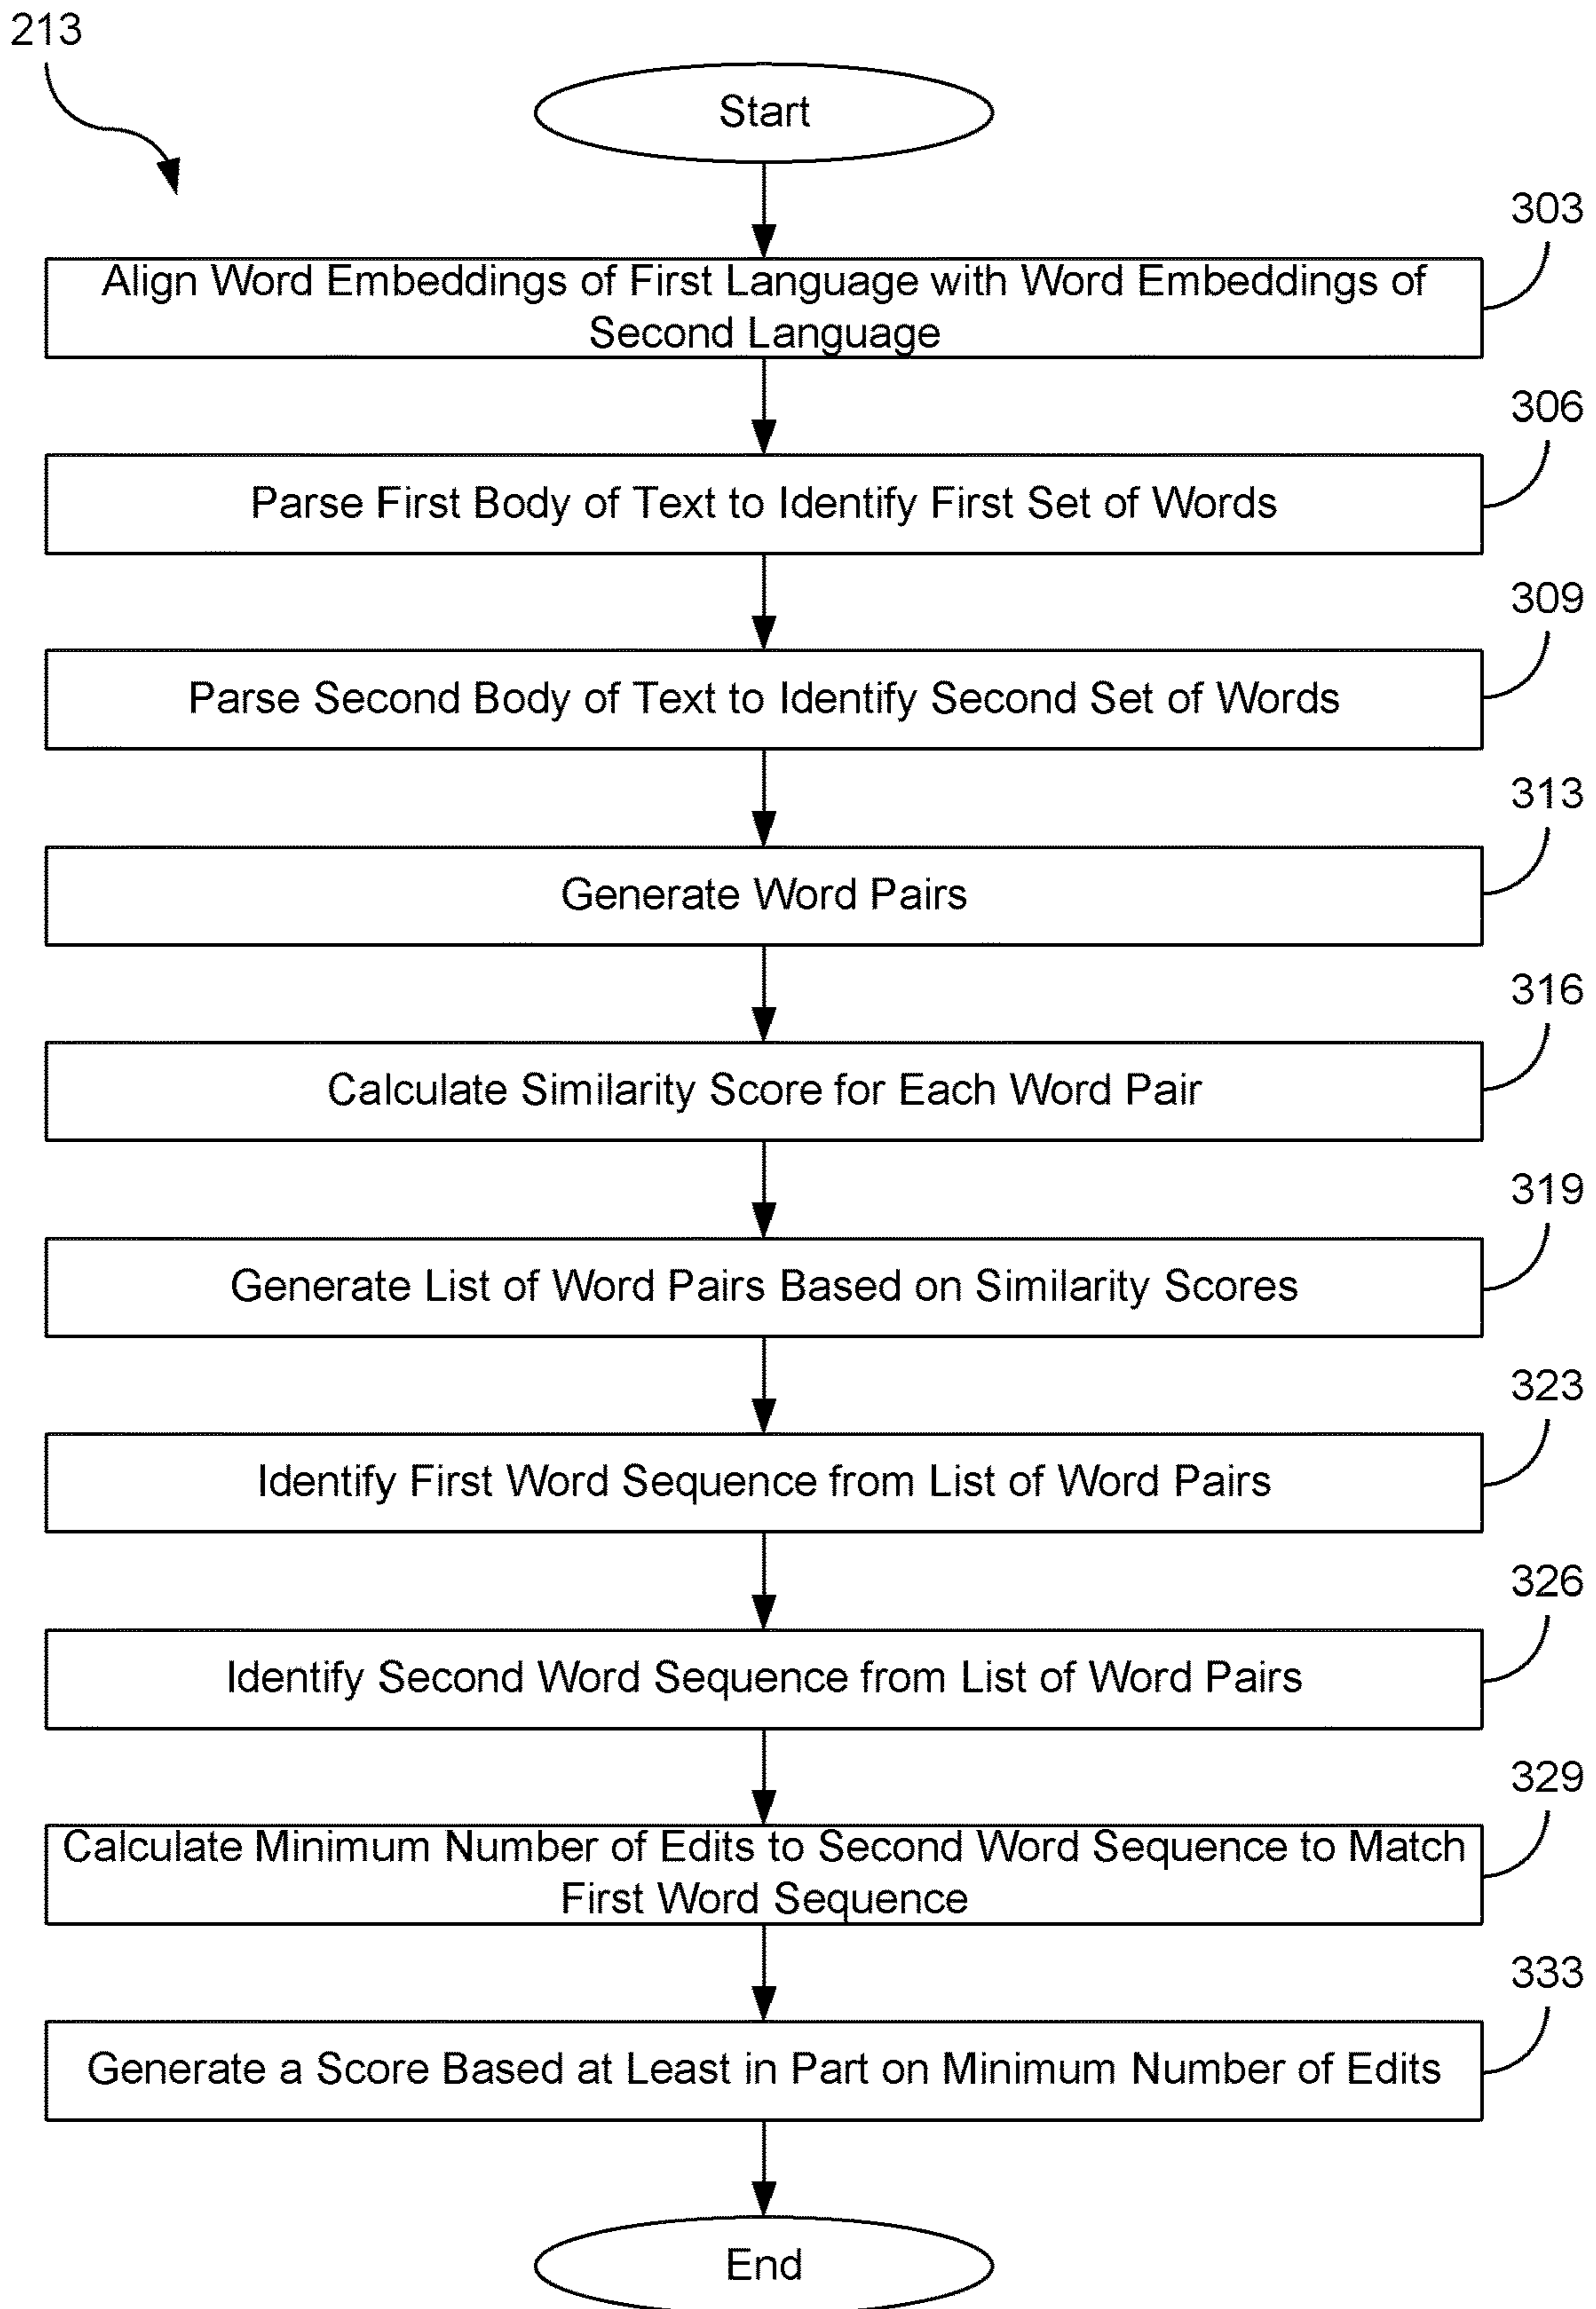 213
Start
303
Align Word Embeddings of First Language with Word Embeddings of
Second Language
306
Parse First Body of Text to Identify First Set of Words
309
Parse Second Body of Text to Identify Second Set of Words
313
Generate Word Pairs
316
Calculate Similarity Score for Each Word Pair
319
Generate List of Word Pairs Based on Similarity Scores
323
Identify First Word Sequence from List of Word Pairs
326
Identify Second Word Sequence from List of Word Pairs
329
Calculate Minimum Number of Edits to Second Word Sequence to Match
First Word Sequence
333
Generate a Score Based at Least in Part on Minimum Number of Edits
End